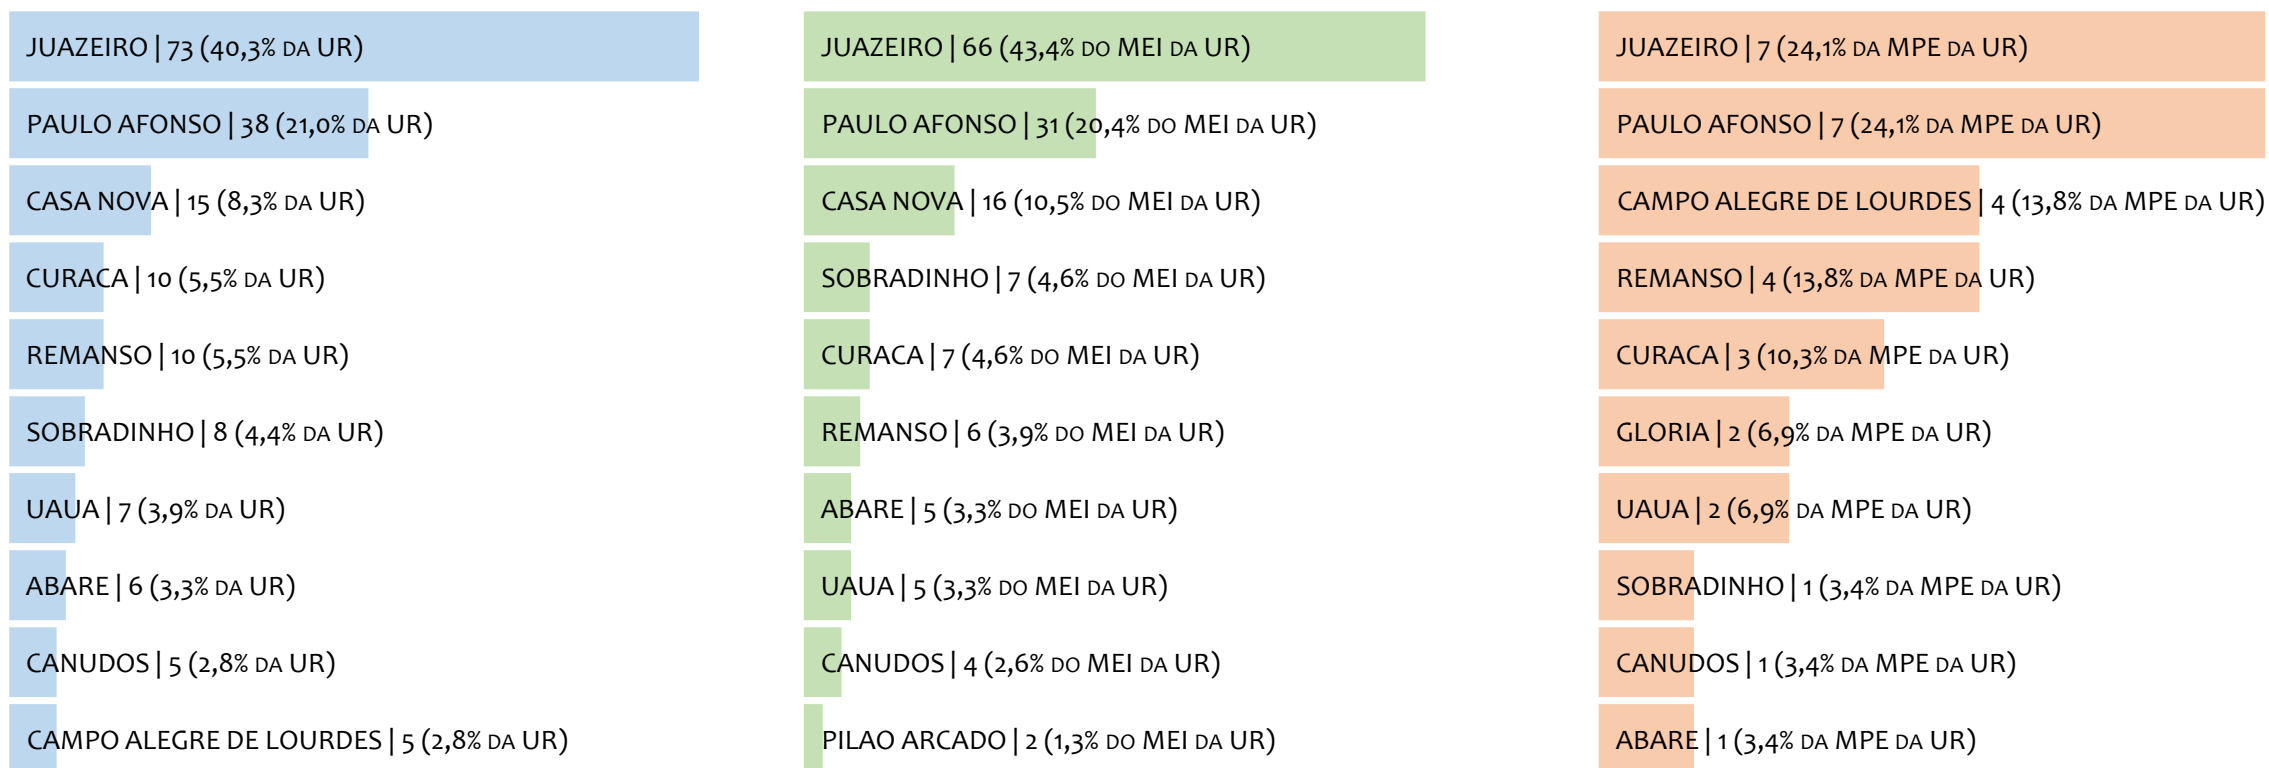 JUAZEIRO | 73 (40,3% DA UR)
PAULO AFONSO | 38 (21,0% DA UR)
CASA NOVA | 15 (8,3% DA UR)
CURACA | 10 (5,5% DA UR)
REMANSO | 10 (5,5% DA UR)
SOBRADINHO | 8 (4,4% DA UR)
UAUA | 7 (3,9% DA UR)
ABARE | 6 (3,3% DA UR)
CANUDOS | 5 (2,8% DA UR)
CAMPO ALEGRE DE LOURDES | 5 (2,8% DA UR)
JUAZEIRO | 66 (43,4% DO MEI DA UR)
PAULO AFONSO | 31 (20,4% DO MEI DA UR)
CASA NOVA | 16 (10,5% DO MEI DA UR)
SOBRADINHO | 7 (4,6% DO MEI DA UR)
CURACA | 7 (4,6% DO MEI DA UR)
REMANSO | 6 (3,9% DO MEI DA UR)
ABARE | 5 (3,3% DO MEI DA UR)
UAUA | 5 (3,3% DO MEI DA UR)
CANUDOS | 4 (2,6% DO MEI DA UR)
PILAO ARCADO | 2 (1,3% DO MEI DA UR)
JUAZEIRO | 7 (24,1% DA MPE DA UR)
PAULO AFONSO | 7 (24,1% DA MPE DA UR)
CAMPO ALEGRE DE LOURDES | 4 (13,8% DA MPE DA UR)
REMANSO | 4 (13,8% DA MPE DA UR)
CURACA | 3 (10,3% DA MPE DA UR)
GLORIA | 2 (6,9% DA MPE DA UR)
UAUA | 2 (6,9% DA MPE DA UR)
SOBRADINHO | 1 (3,4% DA MPE DA UR)
CANUDOS | 1 (3,4% DA MPE DA UR)
ABARE | 1 (3,4% DA MPE DA UR)